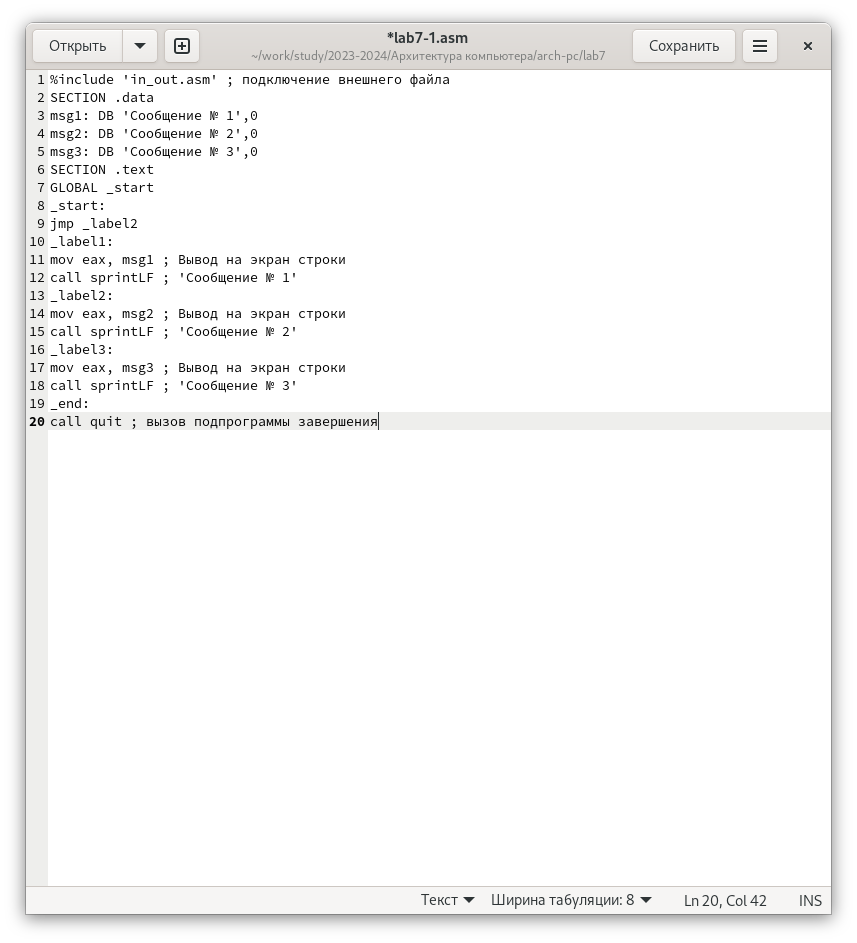 Открыть
*lab7-1.asm
~/work/study/2023-2024/Архитектура компьютера/arch-pc/lab7
Сохранить
1 %include 'in_out.asm' ; подключение внешнего файла
2 SECTION .data
3 msg1: DB 'Сообщение № 1',0
4 msg2: DB 'Сообщение № 2',0
5 msg3: DB 'Сообщение № 3',0
6 SECTION .text
7 GLOBAL _start
8 _start:
9 jmp _label2
10 _label1:
11 mov eax, msg1 ; Вывод на экран строки
12 call sprintLF ; 'Сообщение № 1'
13 _label2:
14 mov eax, msg2 ; Вывод на экран строки
15 call sprintLF ; 'Сообщение № 2'
16 _label3:
17 mov eax, msg3 ; Вывод на экран строки
18 call sprintLF ; 'Сообщение № 3'
19 _end:
20 call quit ; вызов подпрограммы завершения
Текст Ширина табуляции: 8 Ln 20, Col 42 INS